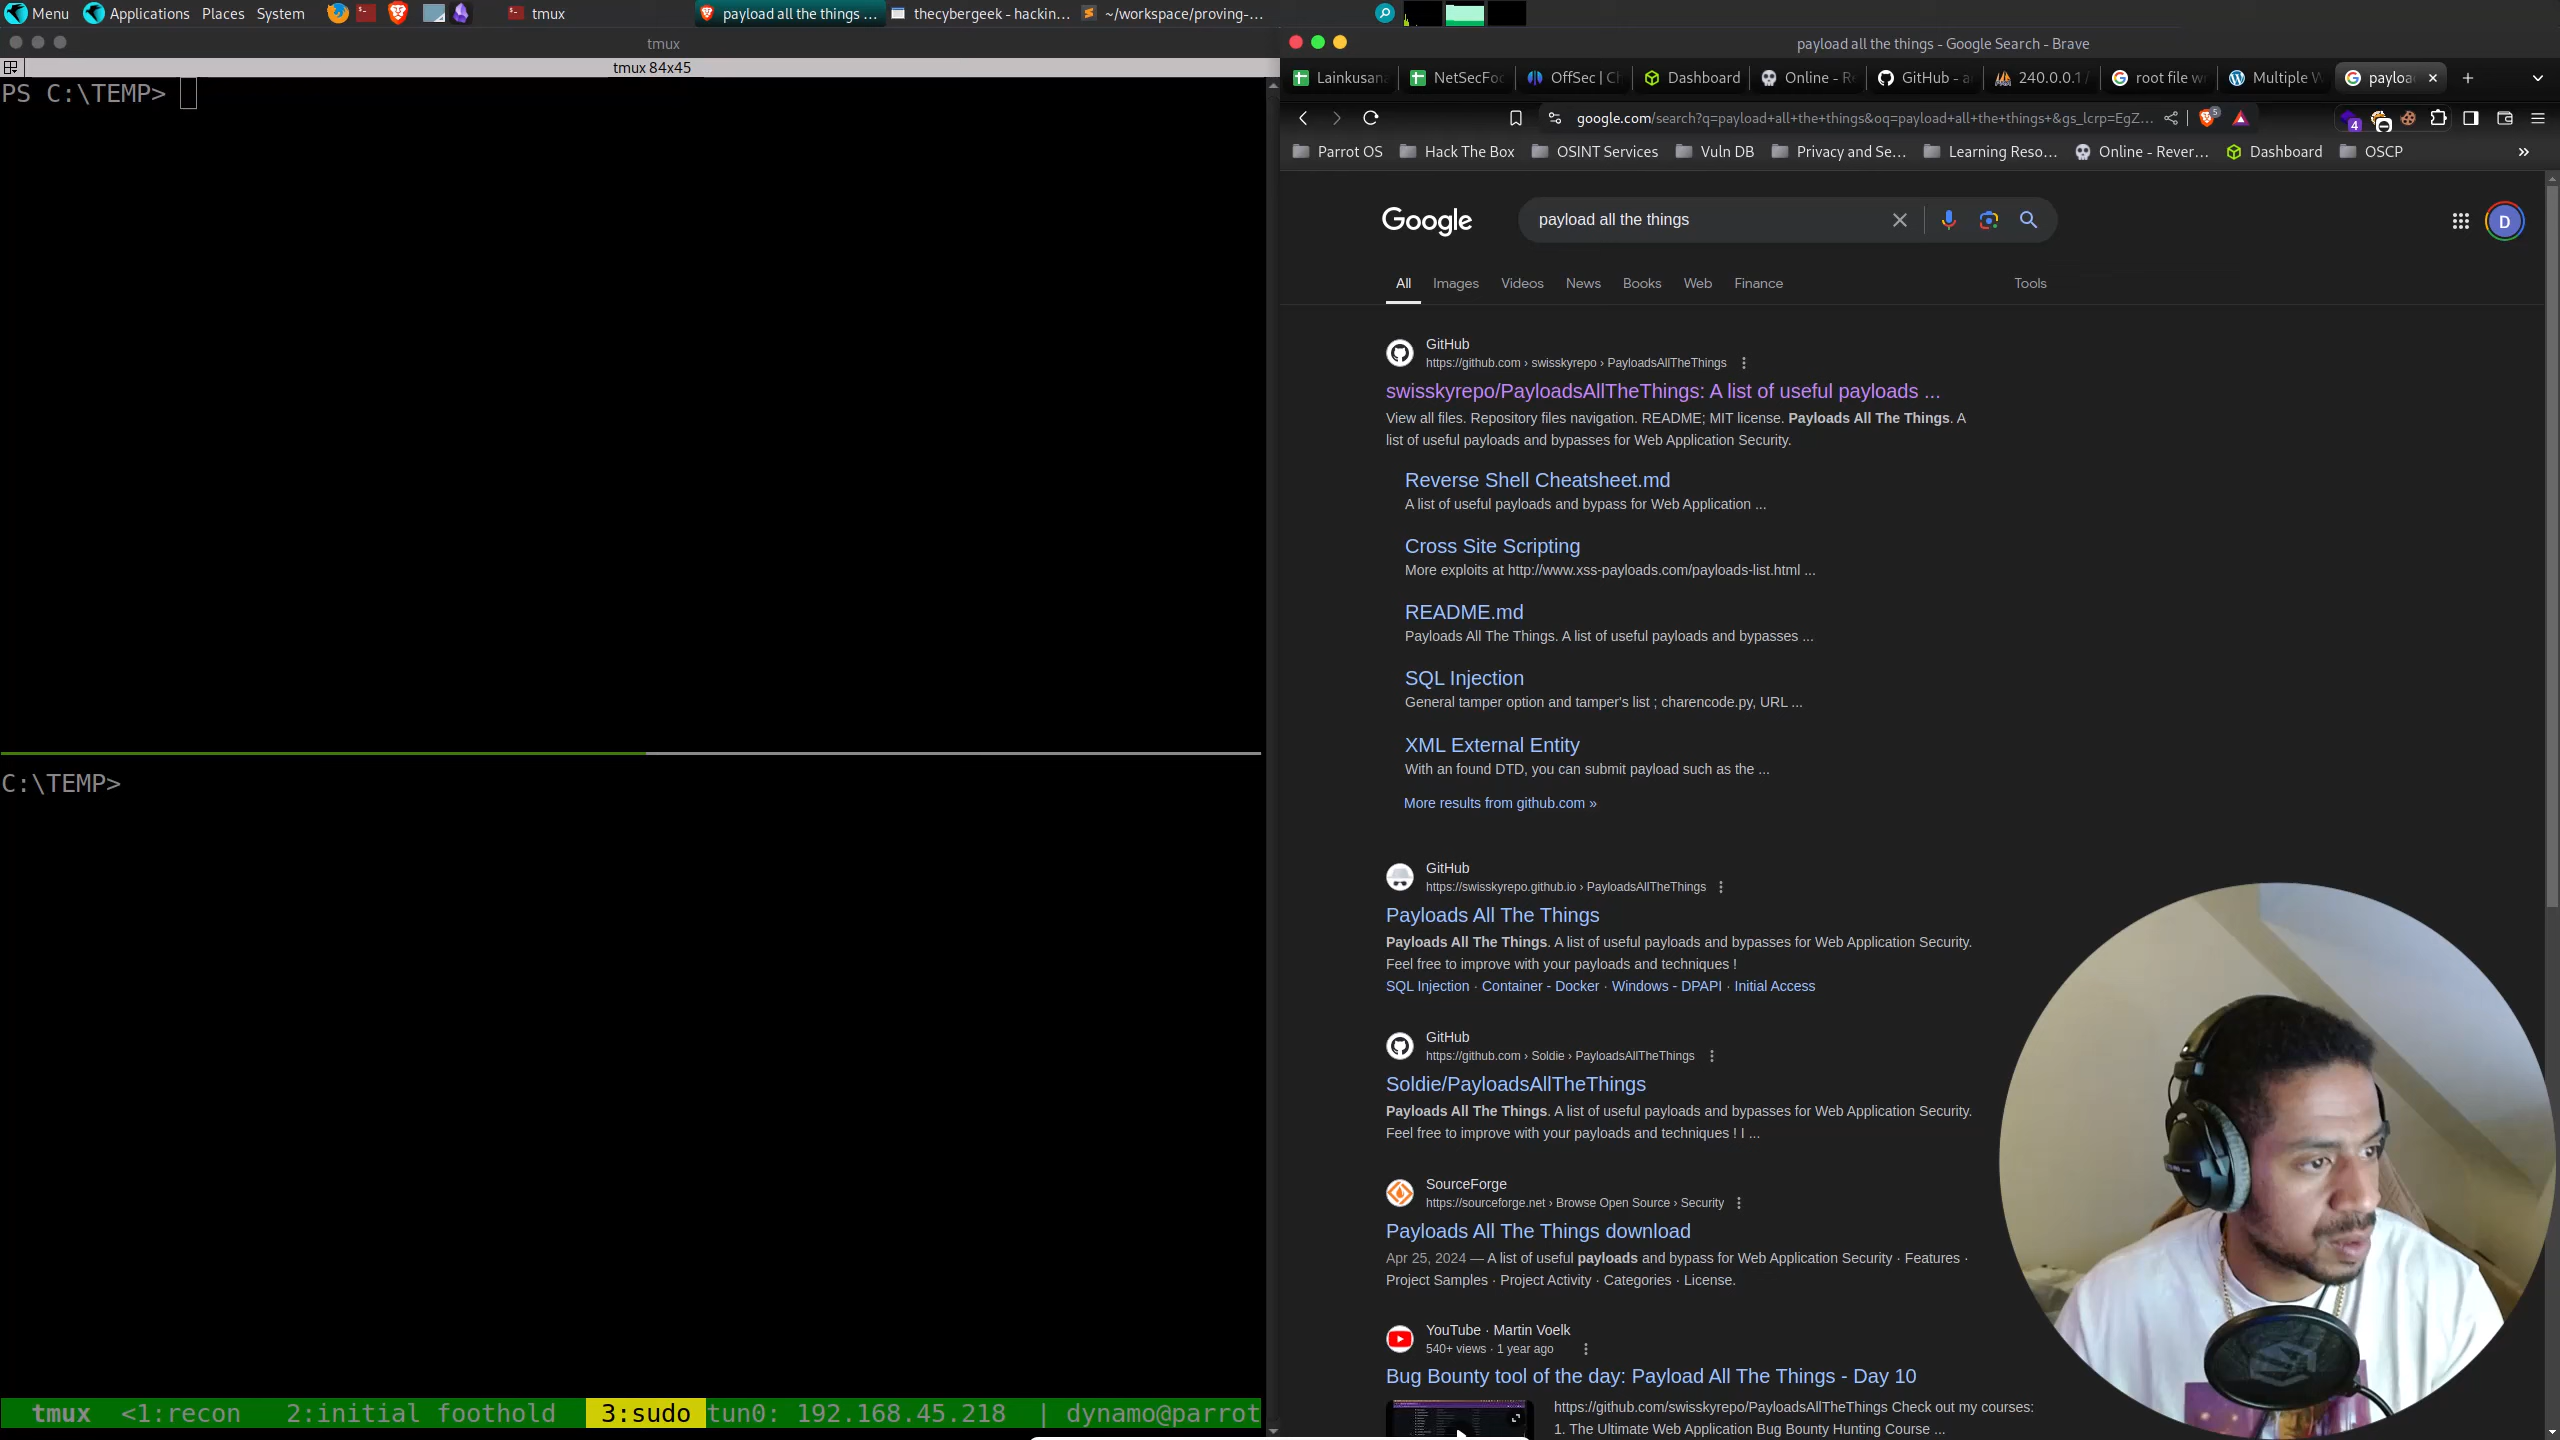 Menu Applications Places System tmux payload all the things ... thecybergeek - hackin... ~/workspace/proving-...
tmux
tmux 84x45
PS C:\TEMP>
C:\TEMP>
tmux <1:recon 2:initial foothold 3:sudo tun0: 192.168.45.218 | dynamo@parrot
payload all the things - Google Search - Brave
Lainkusan NetSecFoc OffSec | Ch Dashboard Online - Re GitHub - a 240.0.0.1 / root file wr Multiple W payloa
google.com/search?q=payload+all+the+things&oq=payload+all+the+things+&gs_lcrp=EgZ... 5 4
Parrot OS Hack The Box OSINT Services Vuln DB Privacy and Se... Learning Reso... Online - Rever... Dashboard OSCP »
Google payload all the things D
All Images Videos News Books Web Finance Tools
GitHub
https://github.com › swisskyrepo › PayloadsAllTheThings
swisskyrepo/PayloadsAllTheThings: A list of useful payloads ...
View all files. Repository files navigation. README; MIT license. Payloads All The Things. A
list of useful payloads and bypasses for Web Application Security.
Reverse Shell Cheatsheet.md
A list of useful payloads and bypass for Web Application ...
Cross Site Scripting
More exploits at http://www.xss-payloads.com/payloads-list.html ...
README.md
Payloads All The Things. A list of useful payloads and bypasses ...
SQL Injection
General tamper option and tamper's list ; charencode.py, URL ...
XML External Entity
With an found DTD, you can submit payload such as the ...
More results from github.com »
GitHub
https://swisskyrepo.github.io › PayloadsAllTheThings
Payloads All The Things
Payloads All The Things. A list of useful payloads and bypasses for Web Application Security.
Feel free to improve with your payloads and techniques !
SQL Injection · Container - Docker · Windows - DPAPI · Initial Access
GitHub
https://github.com › Soldie › PayloadsAllTheThings
Soldie/PayloadsAllTheThings
Payloads All The Things. A list of useful payloads and bypasses for Web Application Security.
Feel free to improve with your payloads and techniques ! I ...
SourceForge
https://sourceforge.net › Browse Open Source › Security
Payloads All The Things download
Apr 25, 2024 — A list of useful payloads and bypass for Web Application Security · Features ·
Project Samples · Project Activity · Categories · License.
YouTube · Martin Voelk
540+ views · 1 year ago
Bug Bounty tool of the day: Payload All The Things - Day 10
https://github.com/swisskyrepo/PayloadsAllTheThings Check out my courses:
1. The Ultimate Web Application Bug Bounty Hunting Course ...